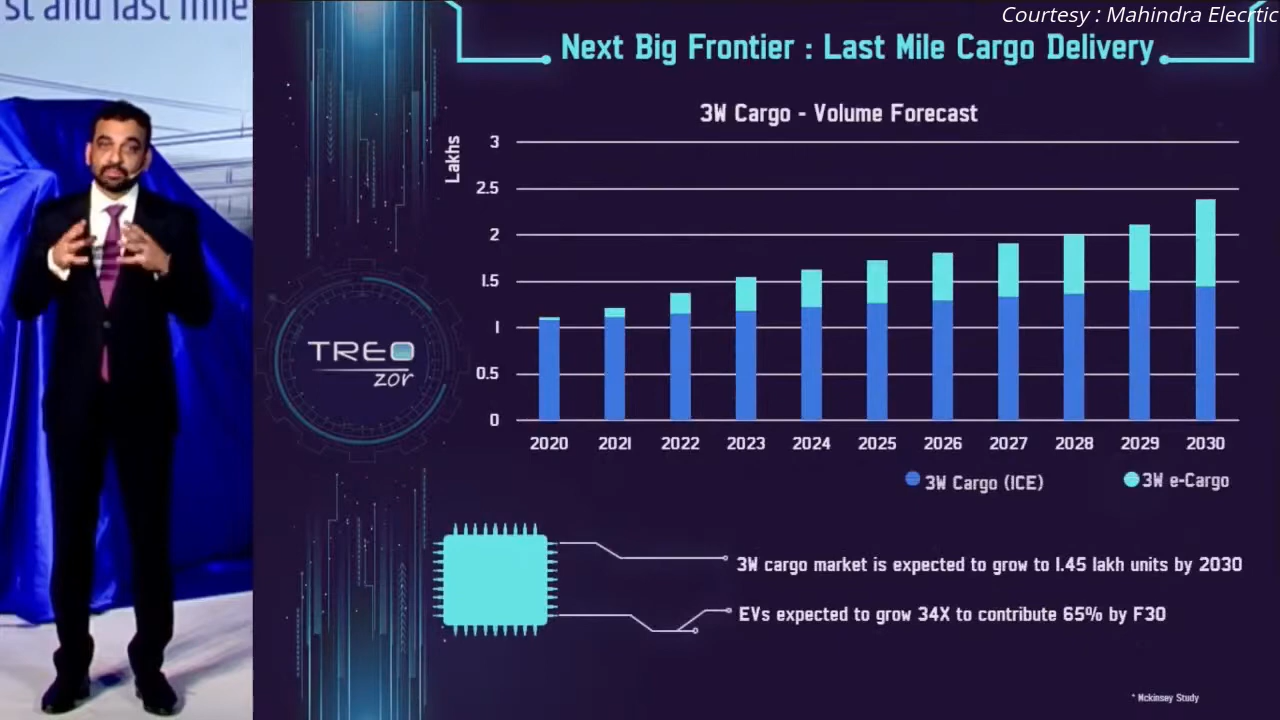 st and last mile
Courtesy : Mahindra Elecrtic
Next Big Frontier : Last Mile Cargo Delivery
3W Cargo - Volume Forecast
Lakhs
3
2.5
2
1.5
1
0.5
0
2020 2021 2022 2023 2024 2025 2026 2027 2028 2029 2030
3W Cargo (ICE) 3W e-Cargo
TREO
zor
3W cargo market is expected to grow to 1.45 lakh units by 2030
EVs expected to grow 34X to contribute 65% by F30
* Mckinsey Study